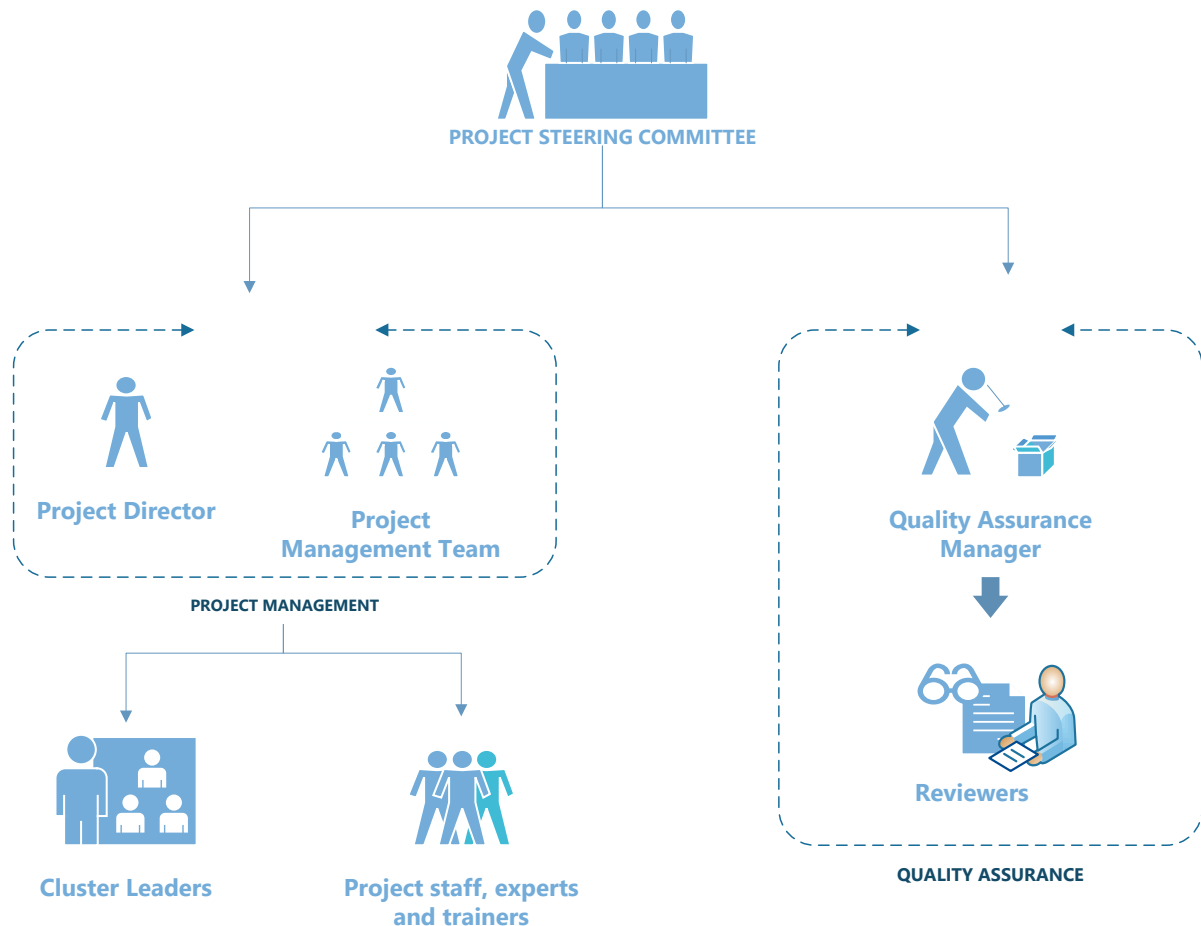 PROJECT STEERING COMMITTEE
Project Director
Project
Management Team
PROJECT MANAGEMENT
Cluster Leaders
Project staff, experts
and trainers
Quality Assurance
Manager
Reviewers
QUALITY ASSURANCE